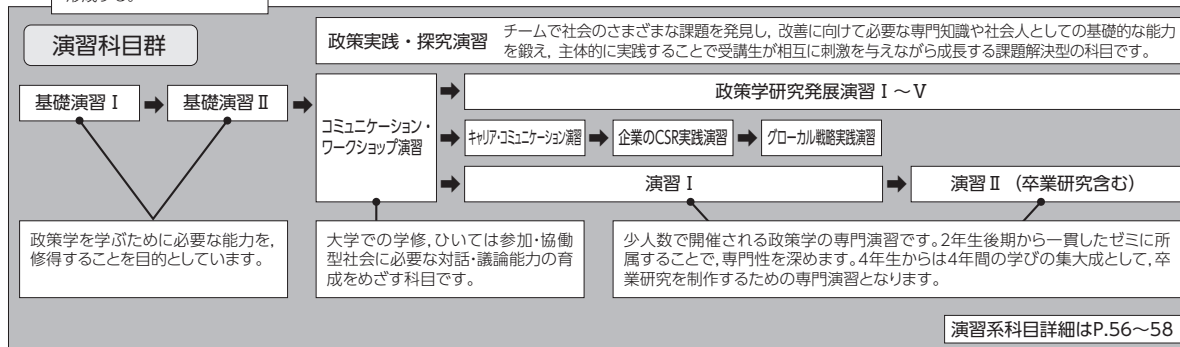 形成する。
演習科目群
政策実践・探究演習
チームで社会のさまざまな課題を発見し，改善に向けて必要な専門知識や社会人としての基礎的な能力
を鍛え，主体的に実践することで受講生が相互に刺激を与えながら成長する課題解決型の科目です。
基礎演習Ⅰ ➡ 基礎演習Ⅱ ➡
コミュニケーション・
ワークショップ演習
➡ 政策学研究発展演習Ⅰ～Ⅴ
➡ キャリア・コミュニケーション演習 ➡ 企業のCSR実践演習 ➡ グローカル戦略実践演習
➡ 演習Ⅰ ➡ 演習Ⅱ（卒業研究含む）
政策学を学ぶために必要な能力を，
修得することを目的としています。
大学での学修，ひいては参加・協働
型社会に必要な対話・議論能力の育
成をめざす科目です。
少人数で開催される政策学の専門演習です。2年生後期から一貫したゼミに所
属することで，専門性を深めます。4年生からは4年間の学びの集大成として，卒
業研究を制作するための専門演習となります。
演習系科目詳細はP.56～58